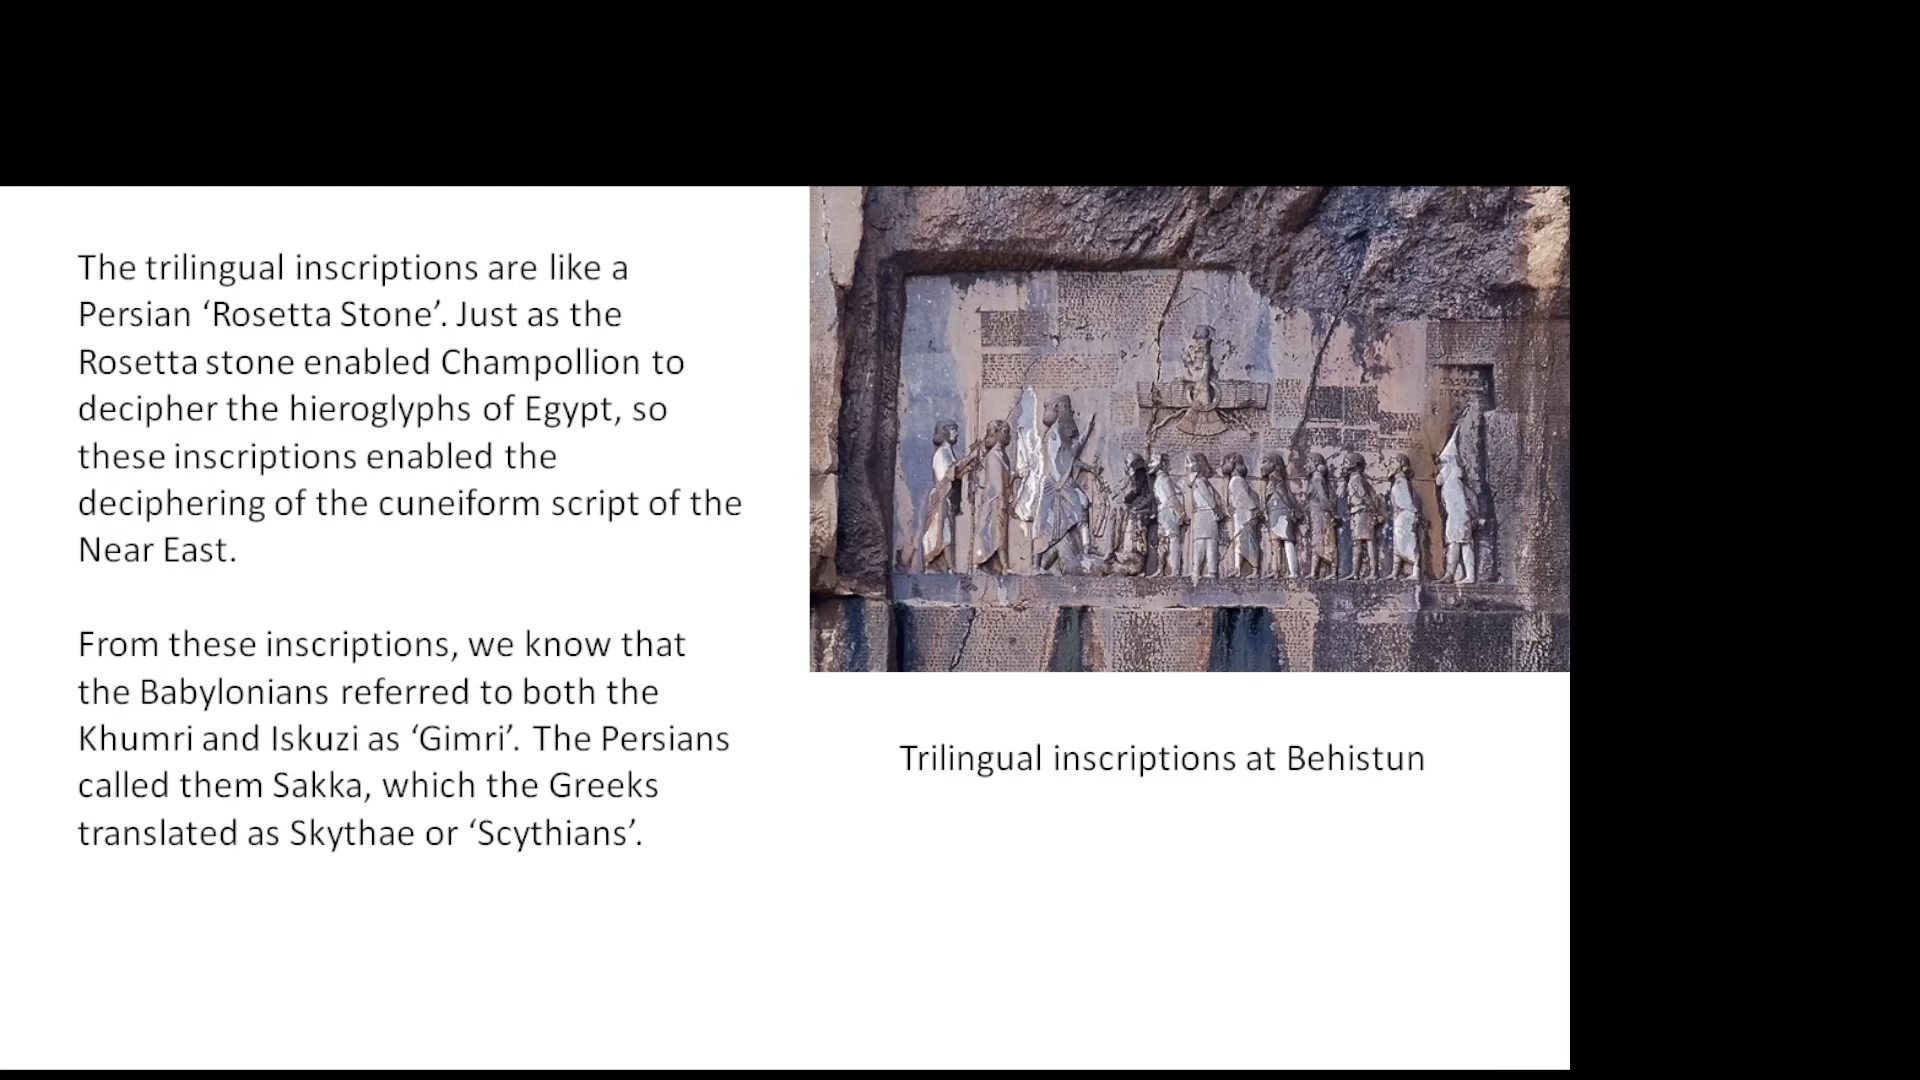 The trilingual inscriptions are like a
Persian ‘Rosetta Stone’. Just as the
Rosetta stone enabled Champollion to
decipher the hieroglyphs of Egypt, so
these inscriptions enabled the
deciphering of the cuneiform script of the
Near East.
From these inscriptions, we know that
the Babylonians referred to both the
Khumri and Iskuzi as ‘Gimri’. The Persians
called them Sakka, which the Greeks
translated as Skythae or ‘Scythians’.
Trilingual inscriptions at Behistun